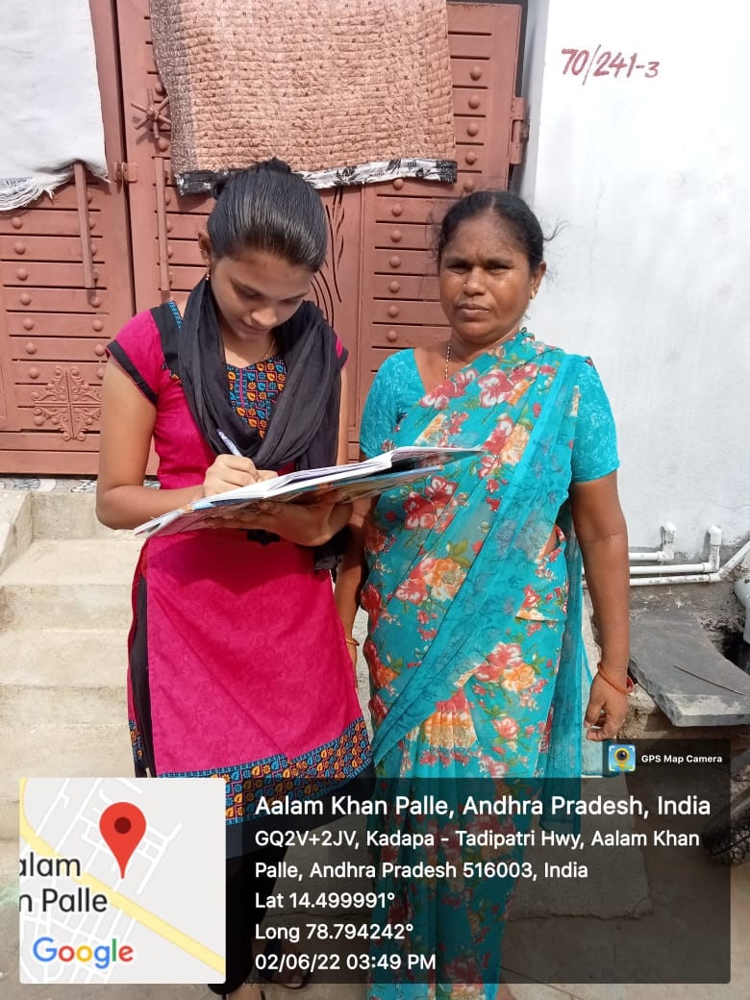 70/241-3
GPS Map Camera
Aalam Khan Palle, Andhra Pradesh, India
GQ2V+2JV, Kadapa - Tadipatri Hwy, Aalam Khan
Palle, Andhra Pradesh 516003, India
Lat 14.499991°
Long 78.794242°
02/06/22 03:49 PM
alam
n Palle
Google